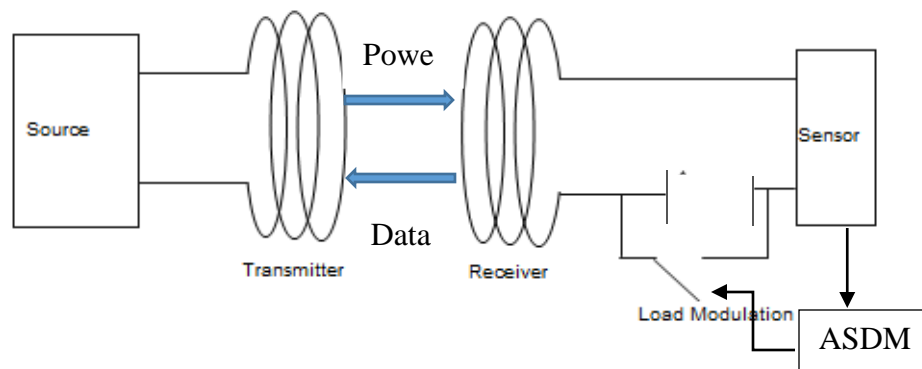 Powe
Source
Sensor
Data
Transmitter
Receiver
Load Modulation
ASDM